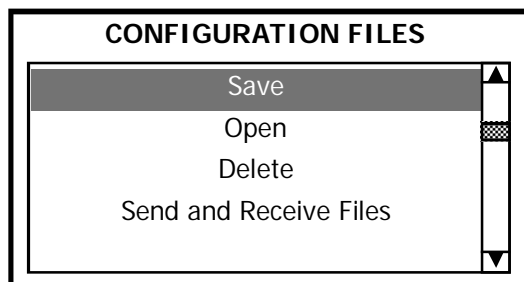 CONFIGURATION FILES
Save
Open
Delete
Send and Receive Files